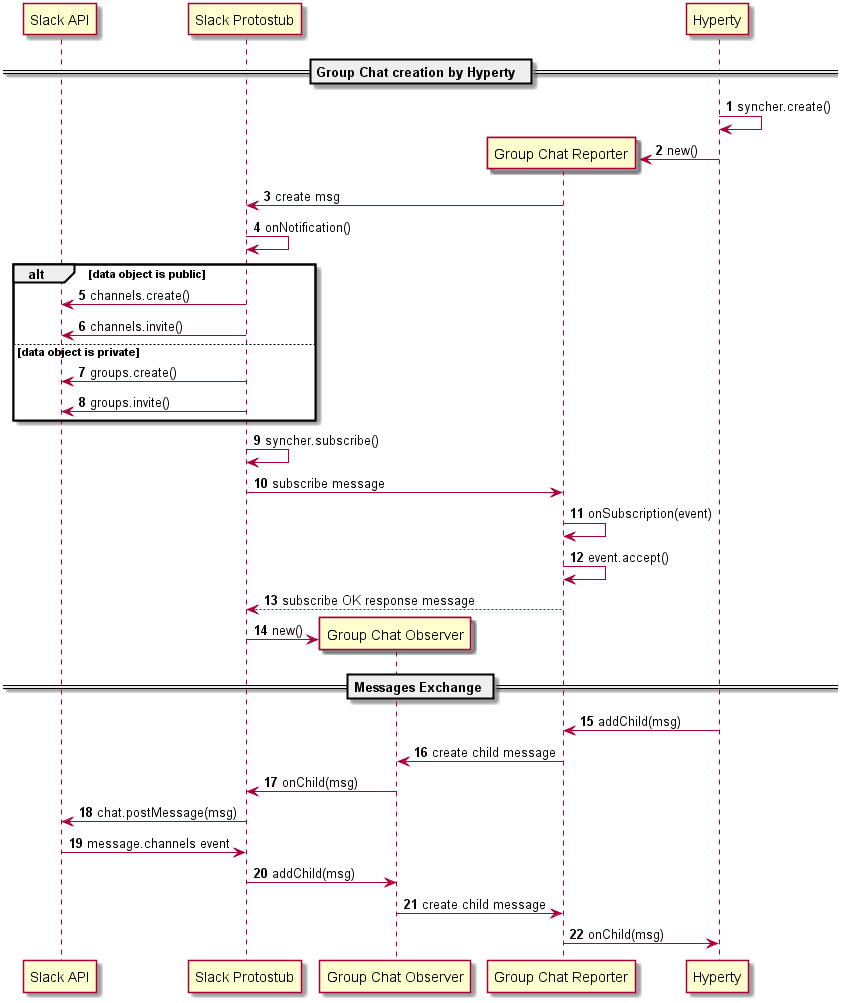 Slack API Slack Protostub Hyperty
Group Chat creation by Hyperty
1 syncher.create()
Group Chat Reporter 2 new()
3 create msg
4 onNotification()
alt [data object is public]
5 channels.create()
6 channels.invite()
[data object is private]
7 groups.create()
8 groups.invite()
9 syncher.subscribe()
10 subscribe message
11 onSubscription(event)
12 event.accept()
13 subscribe OK response message
14 new() Group Chat Observer
Messages Exchange
15 addChild(msg)
16 create child message
17 onChild(msg)
18 chat.postMessage(msg)
19 message.channels event
20 addChild(msg)
21 create child message
22 onChild(msg)
Slack API Slack Protostub Group Chat Observer Group Chat Reporter Hyperty